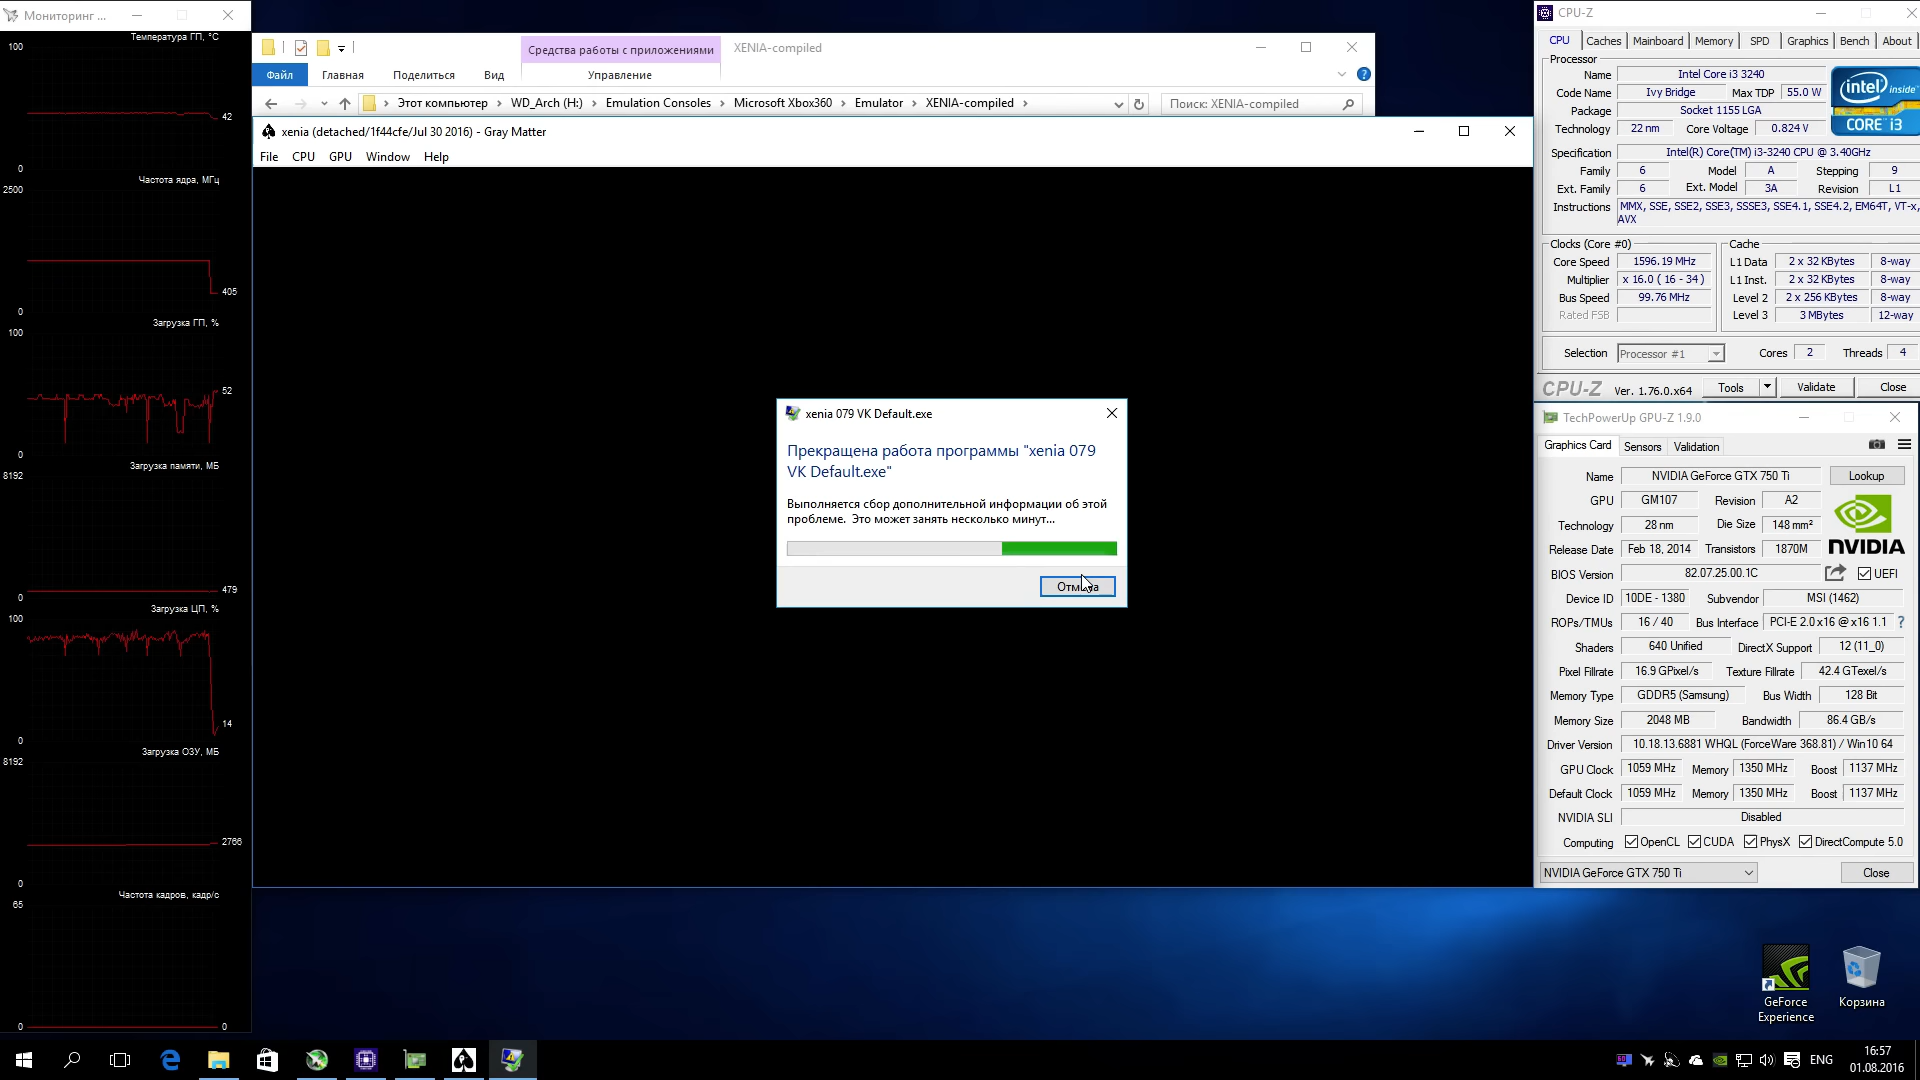 Мониторинг ...
Температура ГП, °C
100
42
0
Частота ядра, МГц
2500
405
0
Загрузка ГП, %
100
52
0
Загрузка памяти, МБ
8192
479
0
Загрузка ЦП, %
100
14
0
Загрузка ОЗУ, МБ
8192
2766
0
Частота кадров, кадр/с
65
0
0
Средства работы с приложениями
XENIA-compiled
Файл
Главная
Поделиться
Вид
Управление
Этот компьютер
WD_Arch (H:)
Emulation Consoles
Microsoft Xbox360
Emulator
XENIA-compiled
Поиск: XENIA-compiled
xenia (detached/1f44cfe/Jul 30 2016) - Gray Matter
File CPU GPU Window Help
xenia 079 VK Default.exe
Прекращена работа программы "xenia 079
VK Default.exe"
Выполняется сбор дополнительной информации об этой
проблеме. Это может занять несколько минут...
CPU-Z
CPU Caches Mainboard Memory SPD Graphics Bench About
Processor
Name Intel Core i3 3240
Code Name Ivy Bridge Max TDP 55.0 W
Package Socket 1155 LGA
Technology 22 nm Core Voltage 0.824 V
intel inside™
CORE i3
Specification Intel(R) Core(TM) i3-3240 CPU @ 3.40GHz
Family 6 Model A Stepping 9
Ext. Family 6 Ext. Model 3A Revision L1
Instructions MMX, SSE, SSE2, SSE3, SSSE3, SSE4.1, SSE4.2, EM64T, VT-x,
AVX
Clocks (Core #0)
Core Speed 1596.19 MHz
Multiplier x 16.0 ( 16 - 34 )
Bus Speed 99.76 MHz
Rated FSB
Cache
L1 Data 2 x 32 KBytes 8-way
L1 Inst. 2 x 32 KBytes 8-way
Level 2 2 x 256 KBytes 8-way
Level 3 3 MBytes 12-way
Selection Processor #1 Cores 2 Threads 4
CPU-Z Ver. 1.76.0.x64 Tools Validate Close
TechPowerUp GPU-Z 1.9.0
Graphics Card Sensors Validation
Name NVIDIA GeForce GTX 750 Ti Lookup
GPU GM107 Revision A2
Technology 28 nm Die Size 148 mm²
Release Date Feb 18, 2014 Transistors 1870M
NVIDIA
BIOS Version 82.07.25.00.1C UEFI
Device ID 10DE - 1380 Subvendor MSI (1462)
ROPs/TMUs 16 / 40 Bus Interface PCI-E 2.0 x16 @ x16 1.1 ?
Shaders 640 Unified DirectX Support 12 (11_0)
Pixel Fillrate 16.9 GPixel/s Texture Fillrate 42.4 GTexel/s
Memory Type GDDR5 (Samsung) Bus Width 128 Bit
Memory Size 2048 MB Bandwidth 86.4 GB/s
Driver Version 10.18.13.6881 WHQL (ForceWare 368.81) / Win10 64
GPU Clock 1059 MHz Memory 1350 MHz Boost 1137 MHz
Default Clock 1059 MHz Memory 1350 MHz Boost 1137 MHz
NVIDIA SLI Disabled
Computing OpenCL CUDA PhysX DirectCompute 5.0
NVIDIA GeForce GTX 750 Ti Close
GeForce
Experience
Корзина
ENG
16:57
01.08.2016